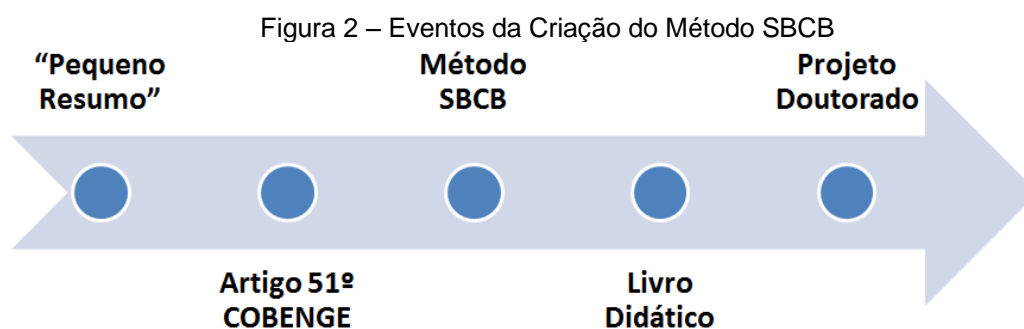 Figura 2 – Eventos da Criação do Método SBCB
“Pequeno
Resumo”
Método
SBCB
Projeto
Doutorado
Artigo 51º
COBENGE
Livro
Didático